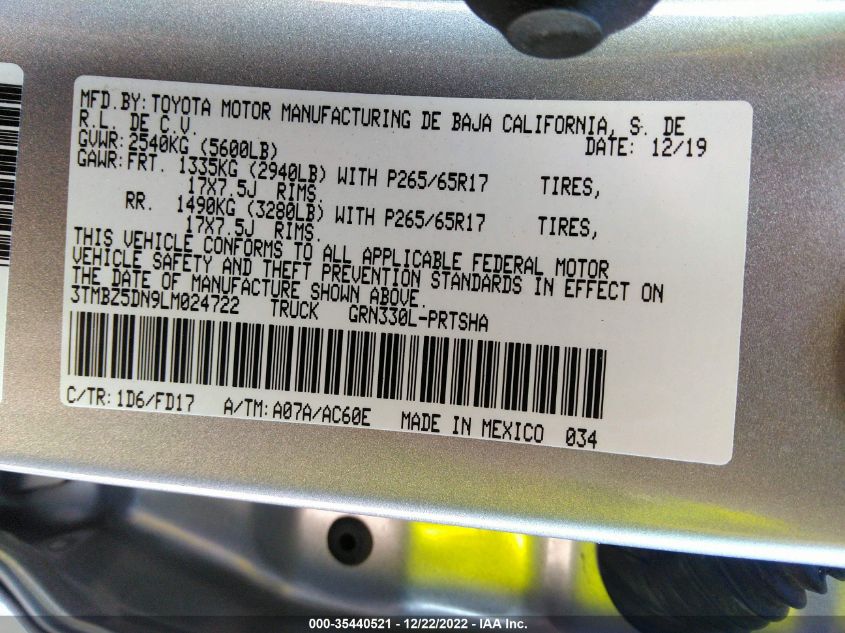 MFD. BY: TOYOTA MOTOR MANUFACTURING DE BAJA CALIFORNIA, S. DE
R.L. DE C.V. DATE: 12/19
GVWR: 2540KG (5600LB)
GAWR: FRT. 1335KG (2940LB) WITH P265/65R17 TIRES,
17X7.5J RIMS.
RR. 1490KG (3280LB) WITH P265/65R17 TIRES,
17X7.5J RIMS.
THIS VEHICLE CONFORMS TO ALL APPLICABLE FEDERAL MOTOR
VEHICLE SAFETY AND THEFT PREVENTION STANDARDS IN EFFECT ON
THE DATE OF MANUFACTURE SHOWN ABOVE.
3TMBZ5DN9LM024722 TRUCK GRN330L-PRTSHA
C/TR: 1D6/FD17 A/TM: A07A/AC60E MADE IN MEXICO 034
000-35440521 - 12/22/2022 - IAA Inc.